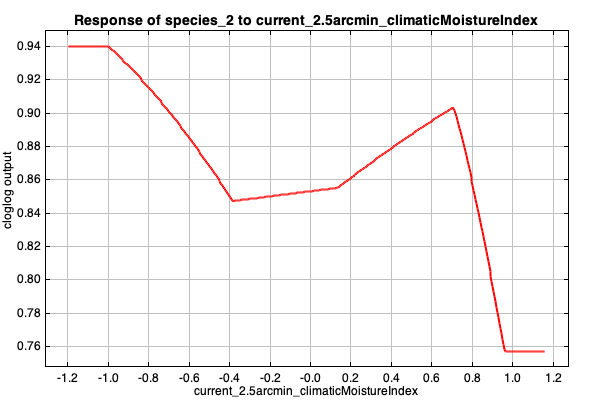 Response of species_2 to current_2.5arcmin_climaticMoistureIndex
cloglog output
0.94
0.92
0.90
0.88
0.86
0.84
0.82
0.80
0.78
0.76
-1.2 -1.0 -0.8 -0.6 -0.4 -0.2 -0.0 0.2 0.4 0.6 0.8 1.0 1.2
current_2.5arcmin_climaticMoistureIndex